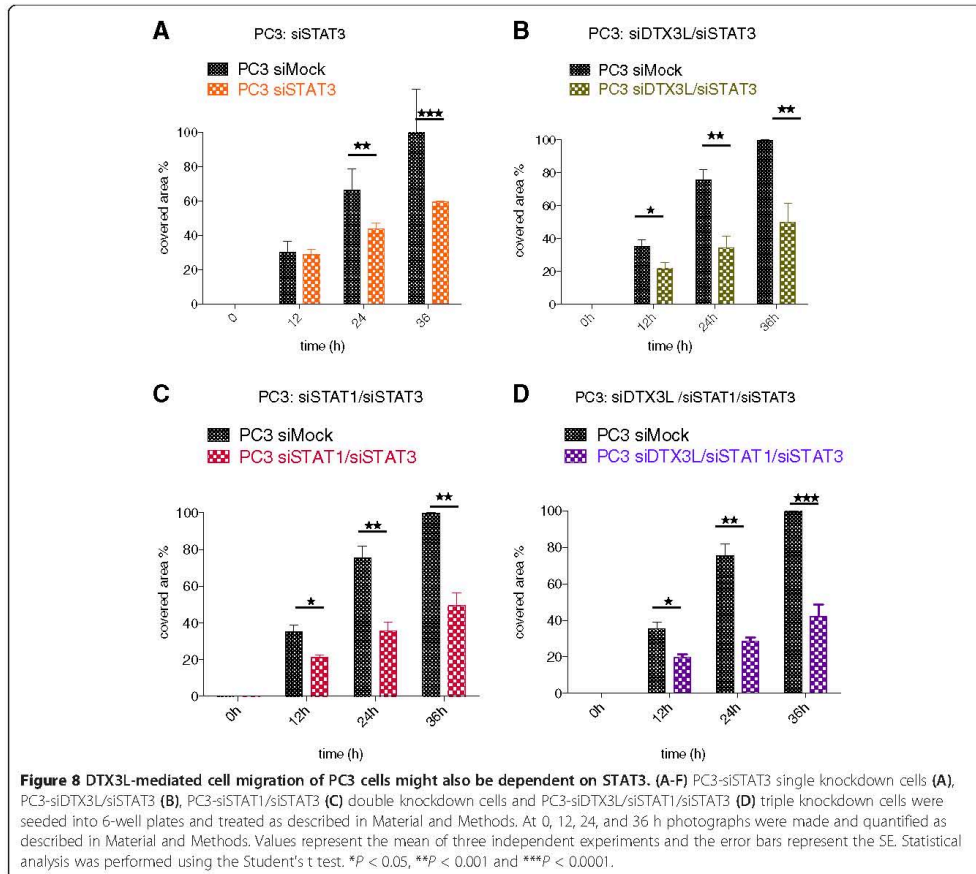 A
PC3: siSTAT3
PC3 siMock
PC3 siSTAT3
covered area %
100
80
60
40
20
0
★★
★★★
0
12
24
36
time (h)
B
PC3: siDTX3L/siSTAT3
PC3 siMock
PC3 siDTX3L/siSTAT3
covered area %
100
80
60
40
20
0
★
★★
★★
0h
12h
24h
36h
time (h)
C
PC3: siSTAT1/siSTAT3
PC3 siMock
PC3 siSTAT1/siSTAT3
covered area %
100
80
60
40
20
0
★
★★
★★
0h
12h
24h
36h
time (h)
D
PC3: siDTX3L /siSTAT1/siSTAT3
PC3 siMock
PC3 siDTX3L/siSTAT1/siSTAT3
covered area %
100
80
60
40
20
0
★
★★
★★★
0h
12h
24h
36h
time (h)
Figure 8 DTX3L-mediated cell migration of PC3 cells might also be dependent on STAT3. (A-F) PC3-siSTAT3 single knockdown cells (A),
PC3-siDTX3L/siSTAT3 (B), PC3-siSTAT1/siSTAT3 (C) double knockdown cells and PC3-siDTX3L/siSTAT1/siSTAT3 (D) triple knockdown cells were
seeded into 6-well plates and treated as described in Material and Methods. At 0, 12, 24, and 36 h photographs were made and quantified as
described in Material and Methods. Values represent the mean of three independent experiments and the error bars represent the SE. Statistical
analysis was performed using the Student's t test. *P < 0.05, **P < 0.001 and ***P < 0.0001.